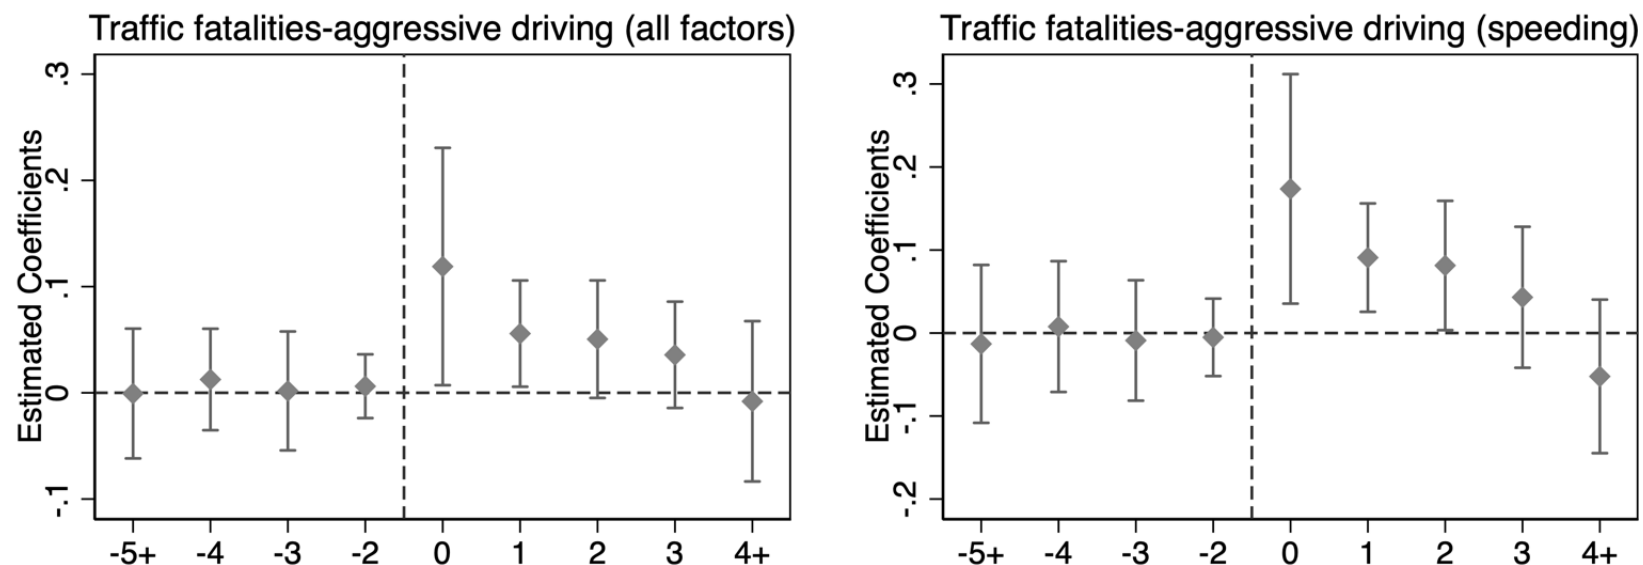 Traffic fatalities-aggressive driving (all factors)
Estimated Coefficients
.3
.2
.1
0
-.1
-5+ -4 -3 -2 0 1 2 3 4+
Traffic fatalities-aggressive driving (speeding)
Estimated Coefficients
.3
.2
.1
0
-.1
-.2
-5+ -4 -3 -2 0 1 2 3 4+